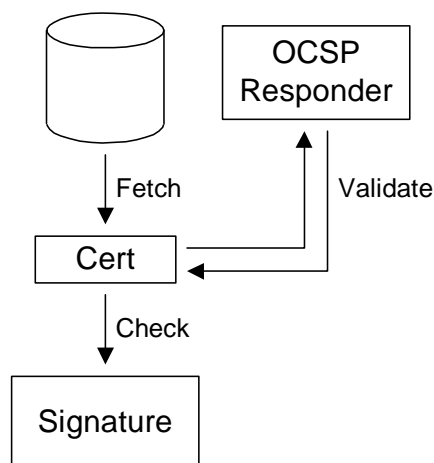 OCSP
Responder
Fetch
Validate
Cert
Check
Signature